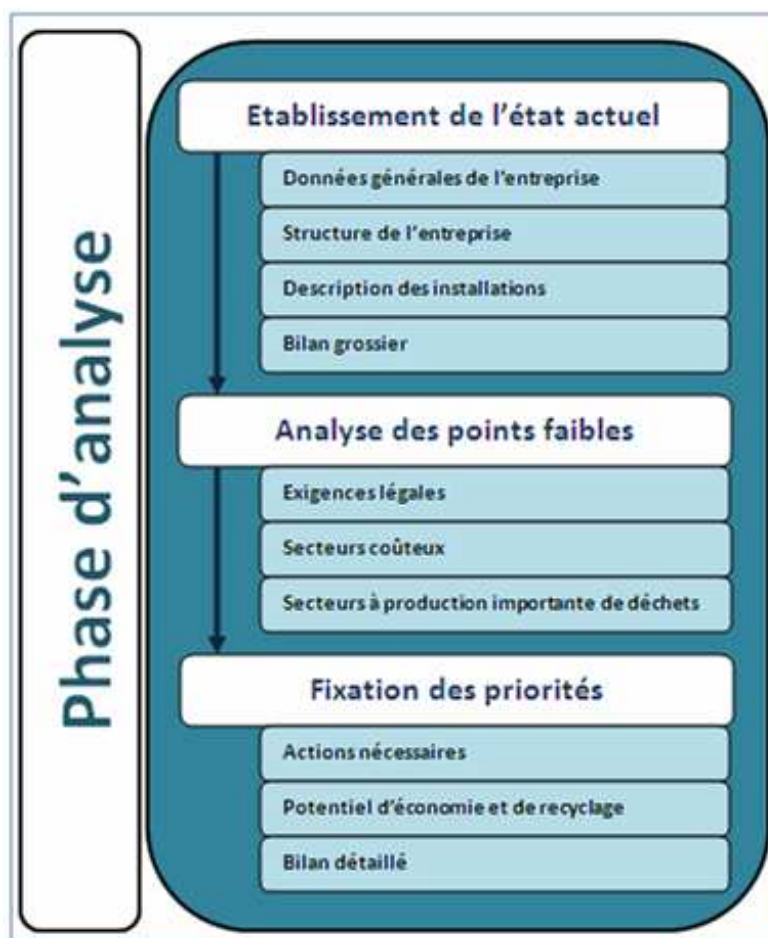 Phase d'analyse
Etablissement de l'état actuel
Données générales de l'entreprise
Structure de l'entreprise
Description des installations
Bilan grossier
Analyse des points faibles
Exigences légales
Secteurs coûteux
Secteurs à production importante de déchets
Fixation des priorités
Actions nécessaires
Potentiel d'économie et de recyclage
Bilan détaillé